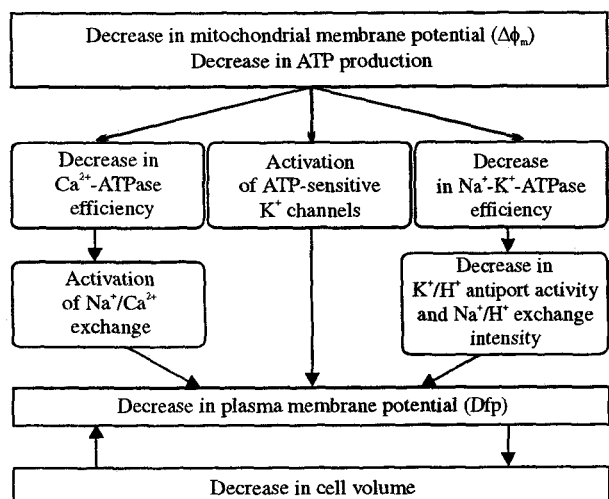 Decrease in mitochondrial membrane potential (Δϕₘ)
Decrease in ATP production
Decrease in
Ca²⁺-ATPase
efficiency
Activation
of ATP-sensitive
K⁺ channels
Decrease
in Na⁺-K⁺-ATPase
efficiency
Activation
of Na⁺/Ca²⁺
exchange
Decrease in
K⁺/H⁺ antiport activity
and Na⁺/H⁺ exchange
intensity
Decrease in plasma membrane potential (Dfp)
Decrease in cell volume